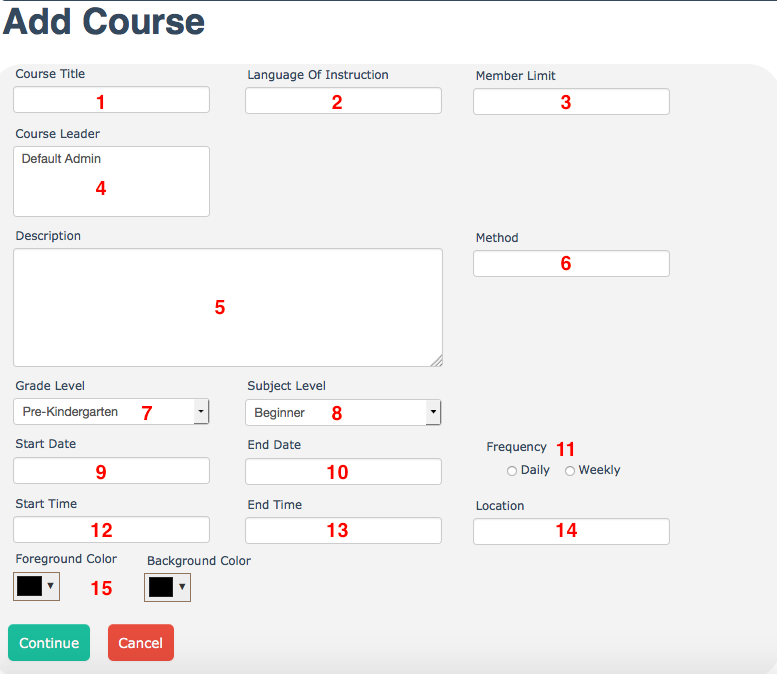 Add Course
Course Title
Language Of Instruction
Member Limit
1
2
3
Course Leader
Default Admin
4
Description
Method
5
6
Grade Level
Subject Level
Pre-Kindergarten 7
Beginner 8
Start Date
End Date
Frequency 11
Daily
Weekly
9
10
Start Time
End Time
Location
12
13
14
Foreground Color
Background Color
15
Continue
Cancel